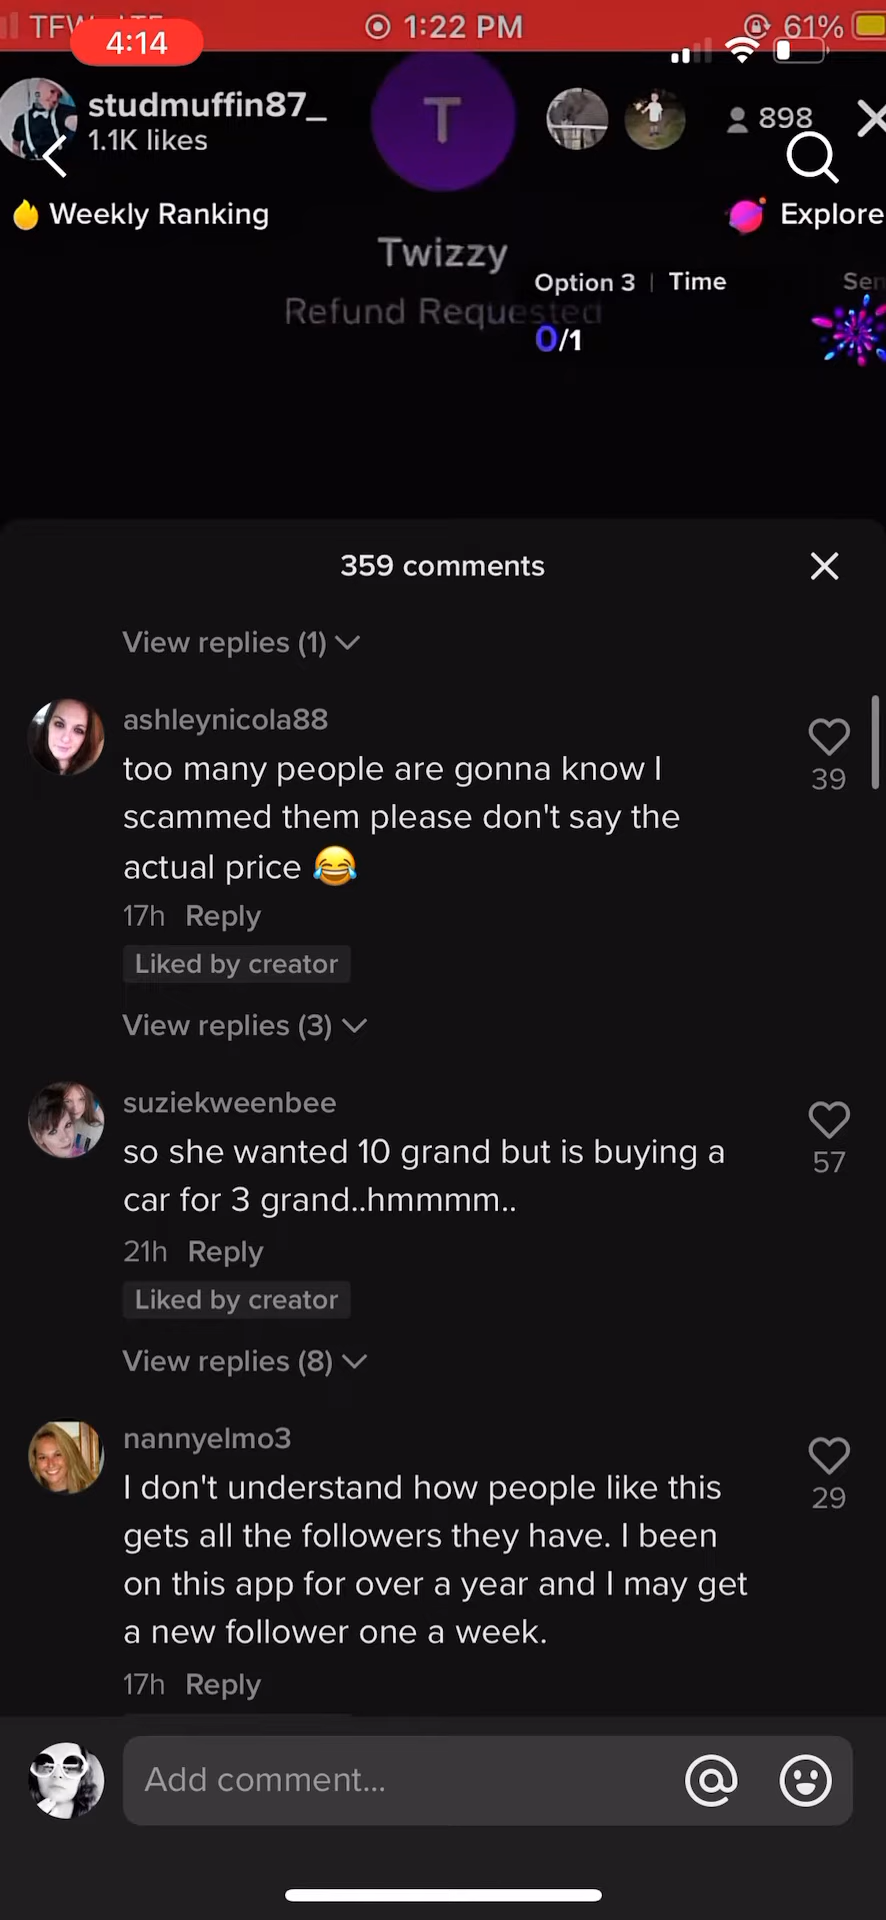 TFW LTE 1:22 PM 61%
4:14
studmuffin87_
1.1K likes
T
898
Weekly Ranking
Explore
Twizzy
Option 3 | Time
Refund Requested
0/1
359 comments
View replies (1)
ashleynicola88
too many people are gonna know I
scammed them please don't say the
actual price 😂
39
17h Reply
Liked by creator
View replies (3)
suziekweenbee
so she wanted 10 grand but is buying a
car for 3 grand..hmmmm..
57
21h Reply
Liked by creator
View replies (8)
nannyelmo3
I don't understand how people like this
gets all the followers they have. I been
on this app for over a year and I may get
a new follower one a week.
29
17h Reply
Add comment...